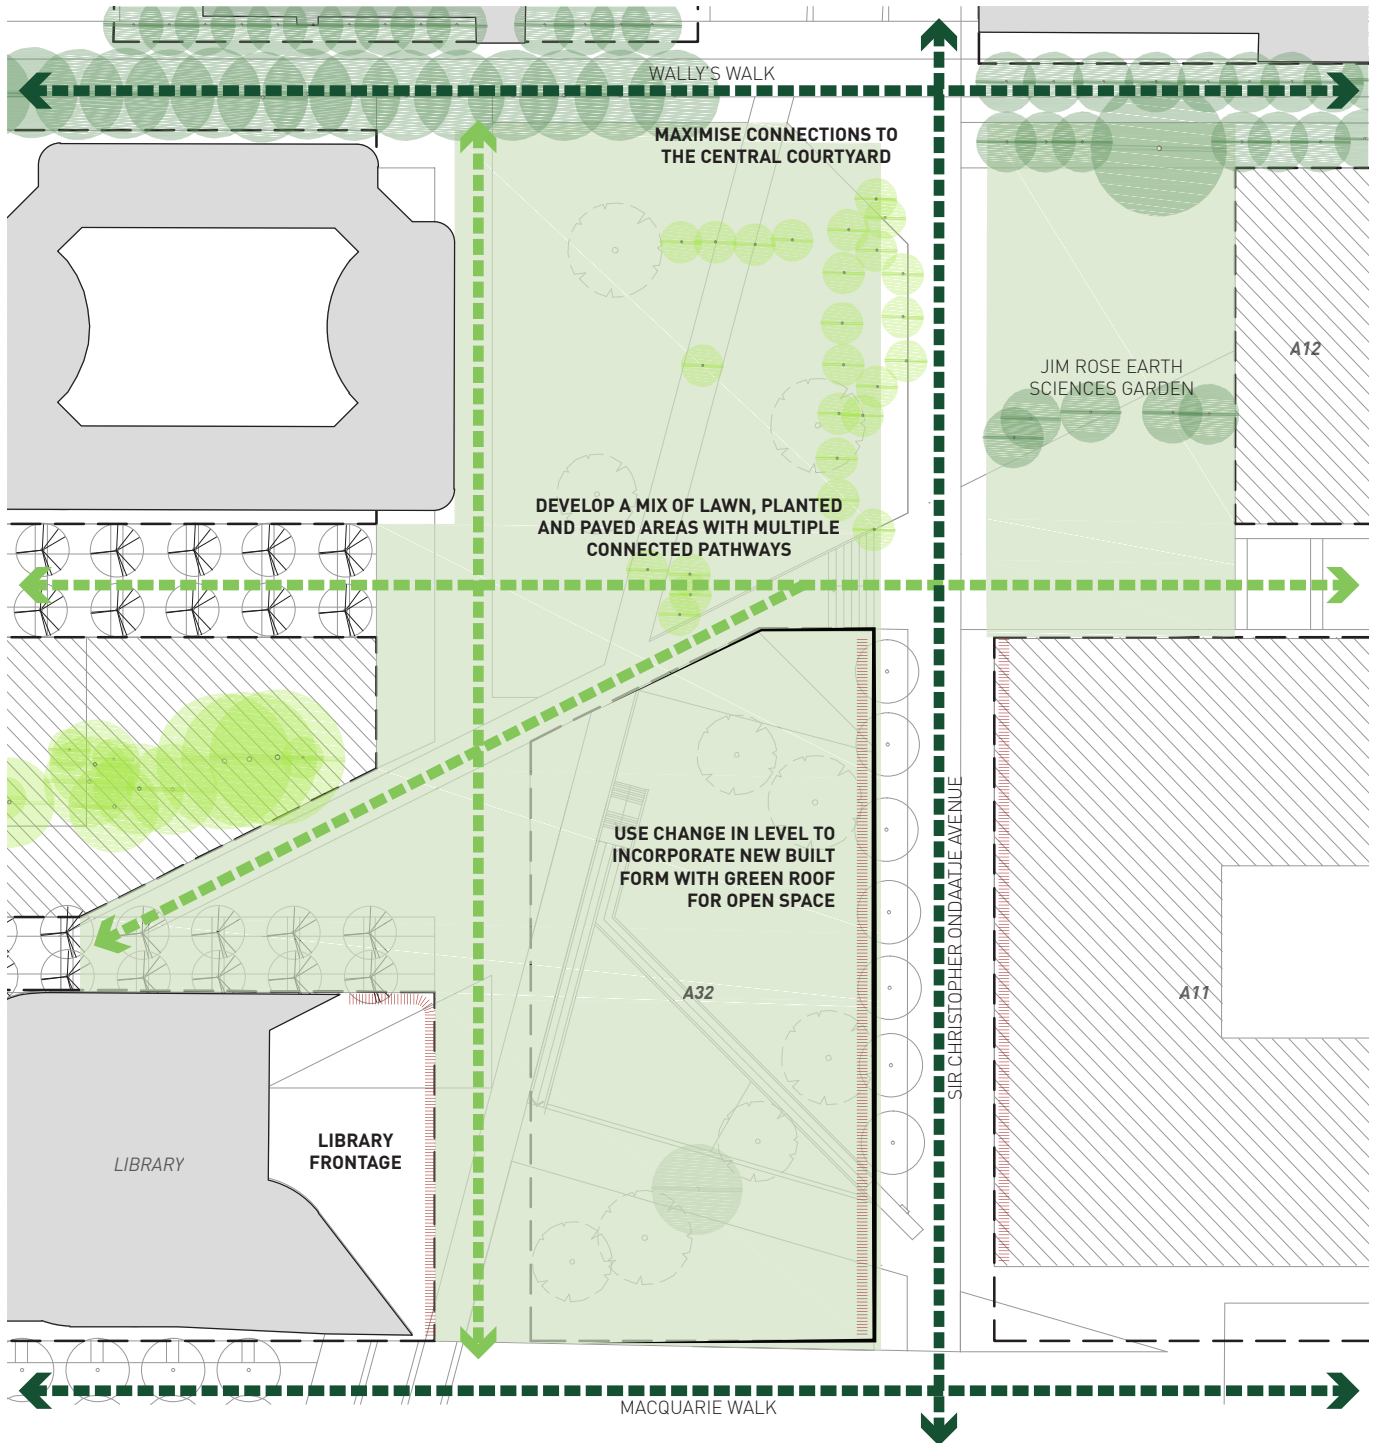 WALLY'S WALK
MAXIMISE CONNECTIONS TO
THE CENTRAL COURTYARD
A12
JIM ROSE EARTH
SCIENCES GARDEN
DEVELOP A MIX OF LAWN, PLANTED
AND PAVED AREAS WITH MULTIPLE
CONNECTED PATHWAYS
USE CHANGE IN LEVEL TO
INCORPORATE NEW BUILT
FORM WITH GREEN ROOF
FOR OPEN SPACE
SIR CHRISTOPHER ONDAATJE AVENUE
A32
A11
LIBRARY
FRONTAGE
LIBRARY
MACQUARIE WALK